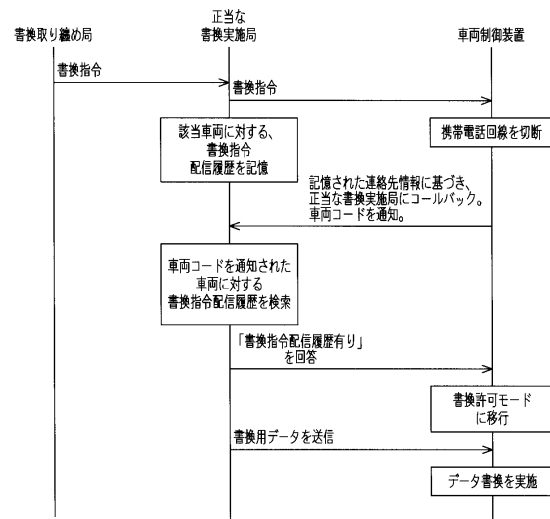 書換取り纏め局
正当な
書換実施局
車両制御装置
書換指令
書換指令
該当車両に対する、
書換指令
配信履歴を記憶
携帯電話回線を切断
記憶された連絡先情報に基づき、
正当な書換実施局にコールバック。
車両コードを通知。
車両コードを通知された
車両に対する
書換指令配信履歴を検索
「書換指令配信履歴有り」
を回答
書換許可モード
に移行
書換用データを送信
データ書換を実施